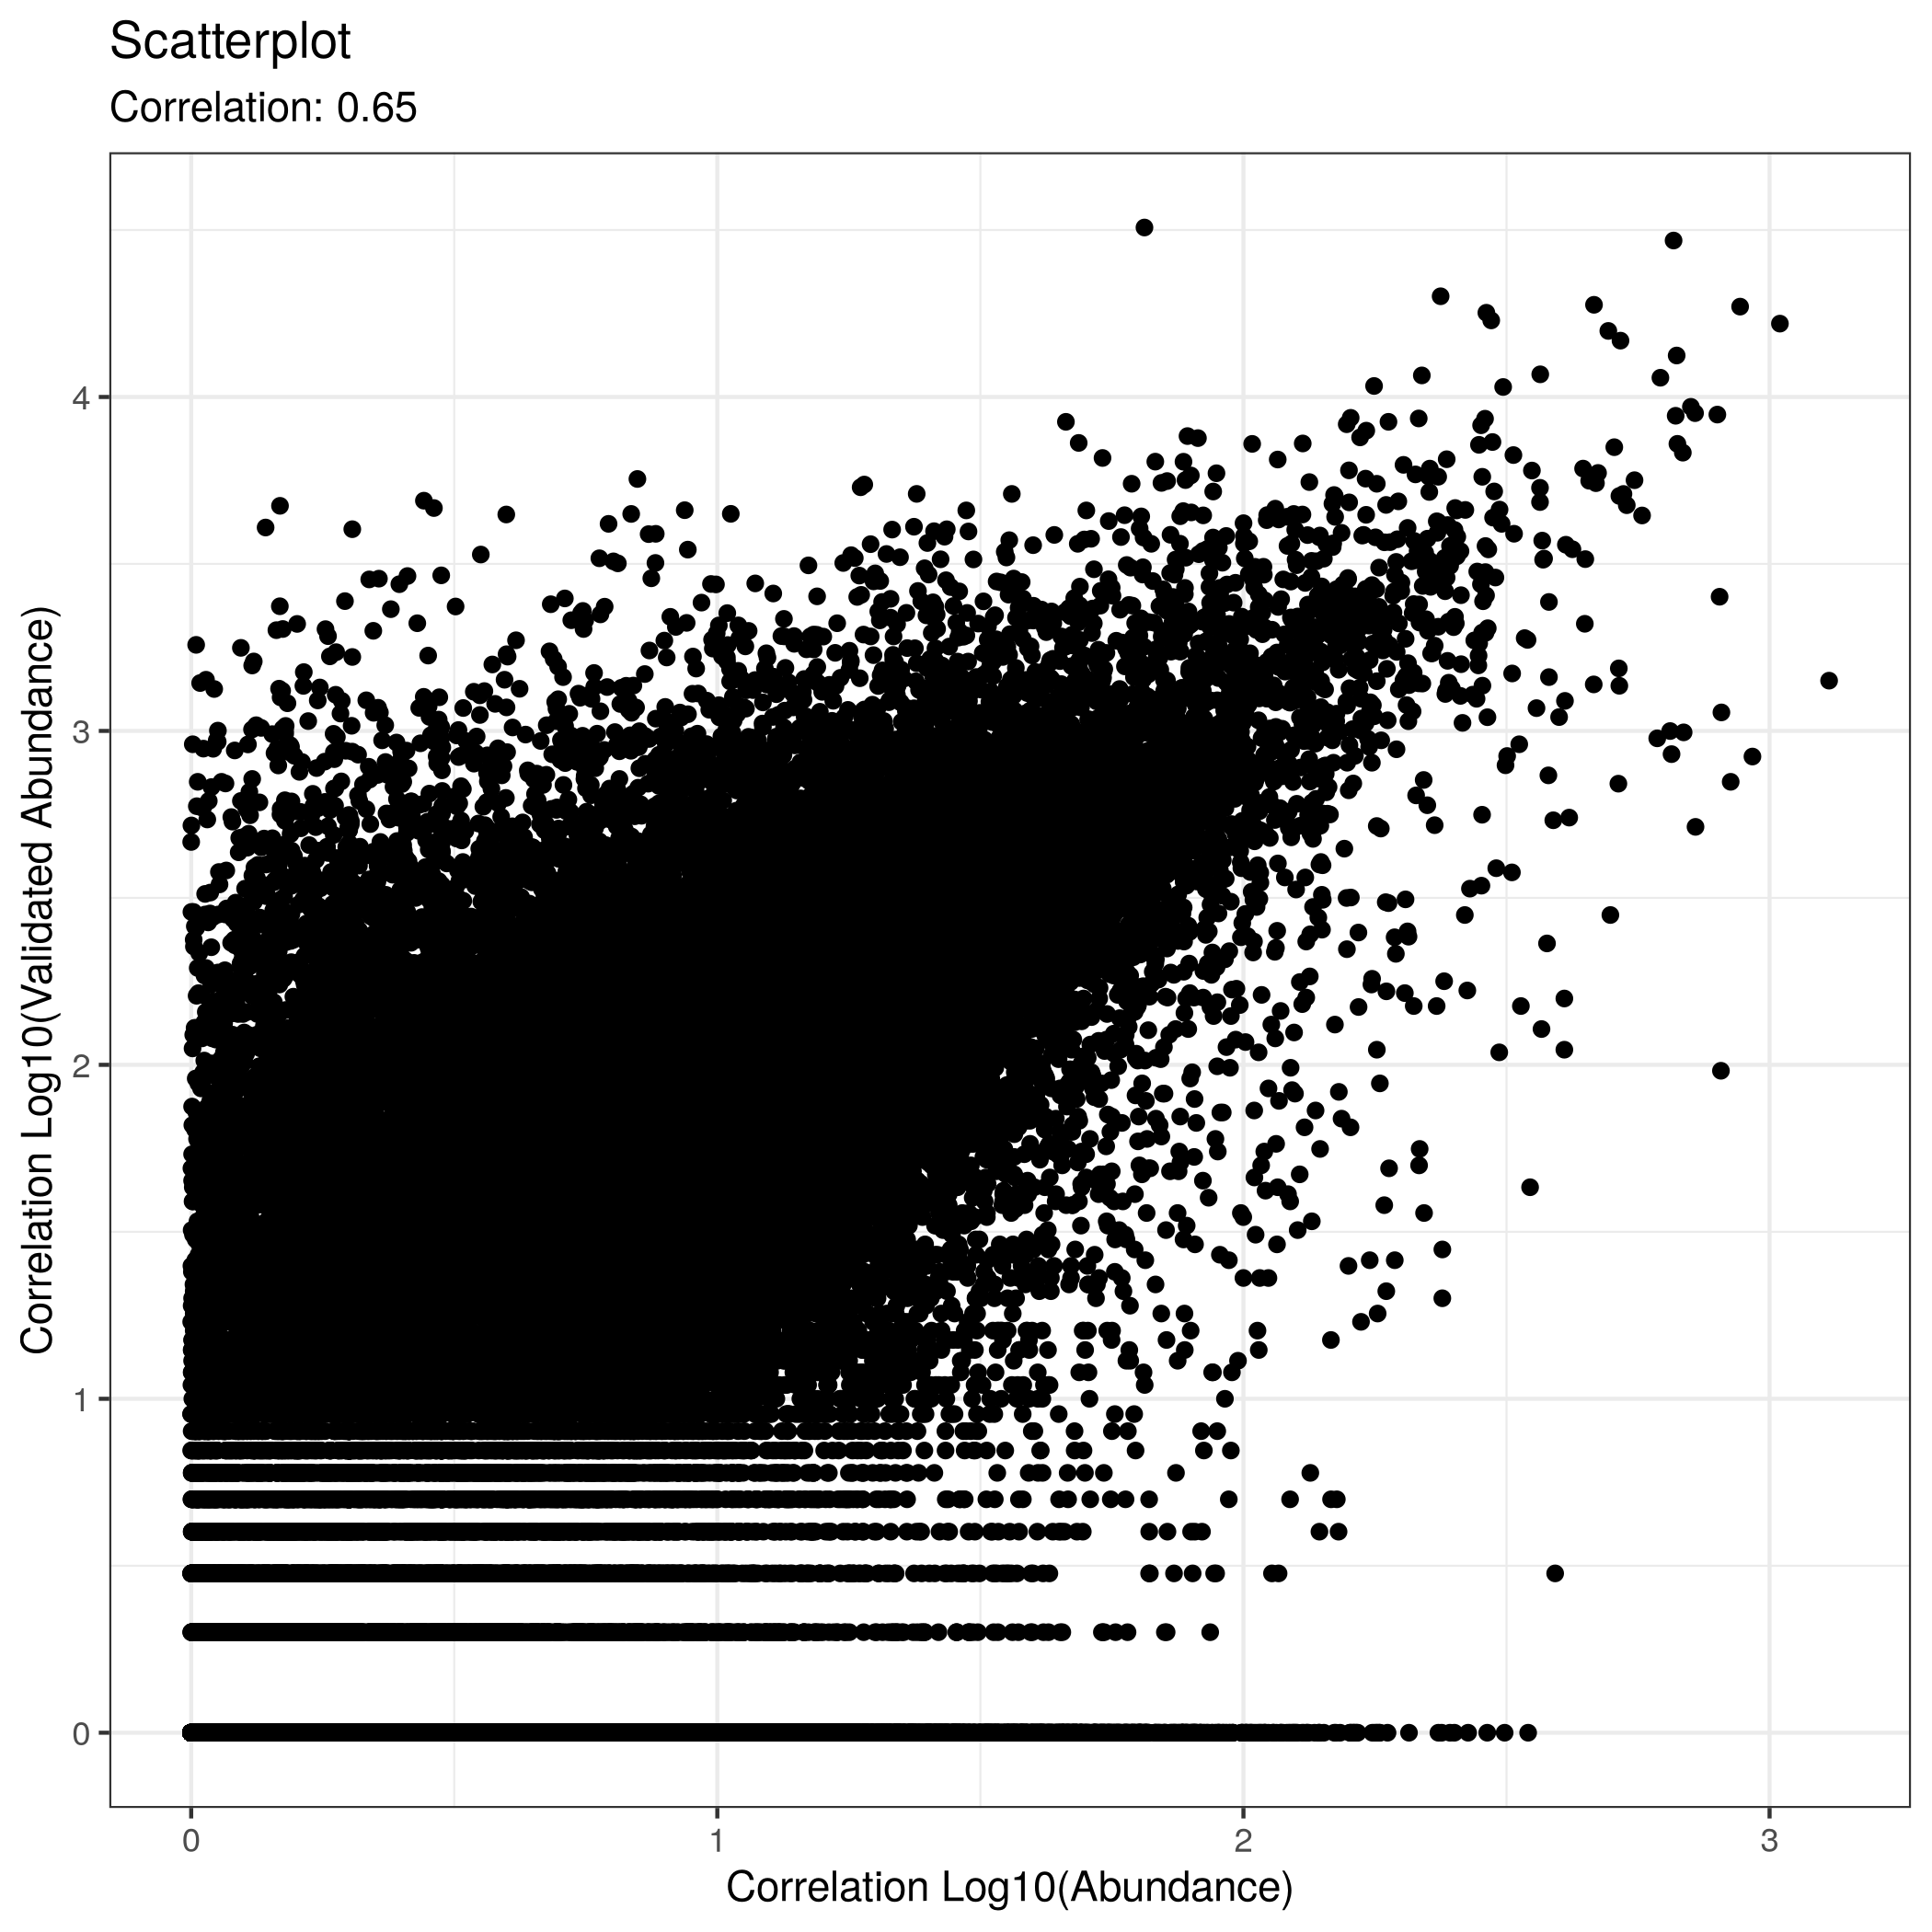 Scatterplot
Correlation: 0.65
Correlation Log10(Validated Abundance)
4
3
2
1
0
0 1 2 3
Correlation Log10(Abundance)